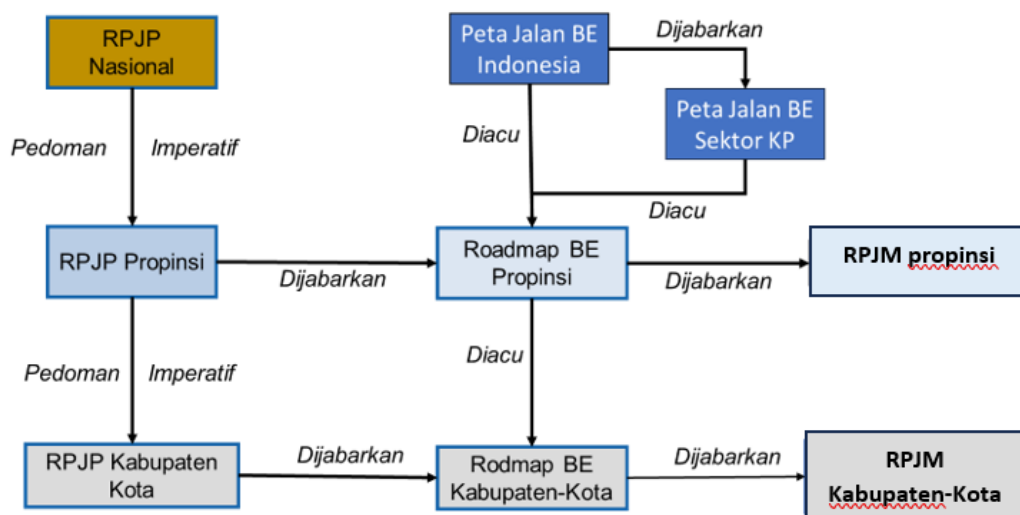 RPJP
Nasional
Peta Jalan BE
Indonesia
Dijabarkan
Peta Jalan BE
Sektor KP
Pedoman
Imperatif
Diacu
Diacu
RPJP Propinsi
Dijabarkan
Roadmap BE
Propinsi
Dijabarkan
RPJM propinsi
Pedoman
Imperatif
Diacu
RPJP Kabupaten
Kota
Dijabarkan
Rodmap BE
Kabupaten-Kota
Dijabarkan
RPJM
Kabupaten-Kota